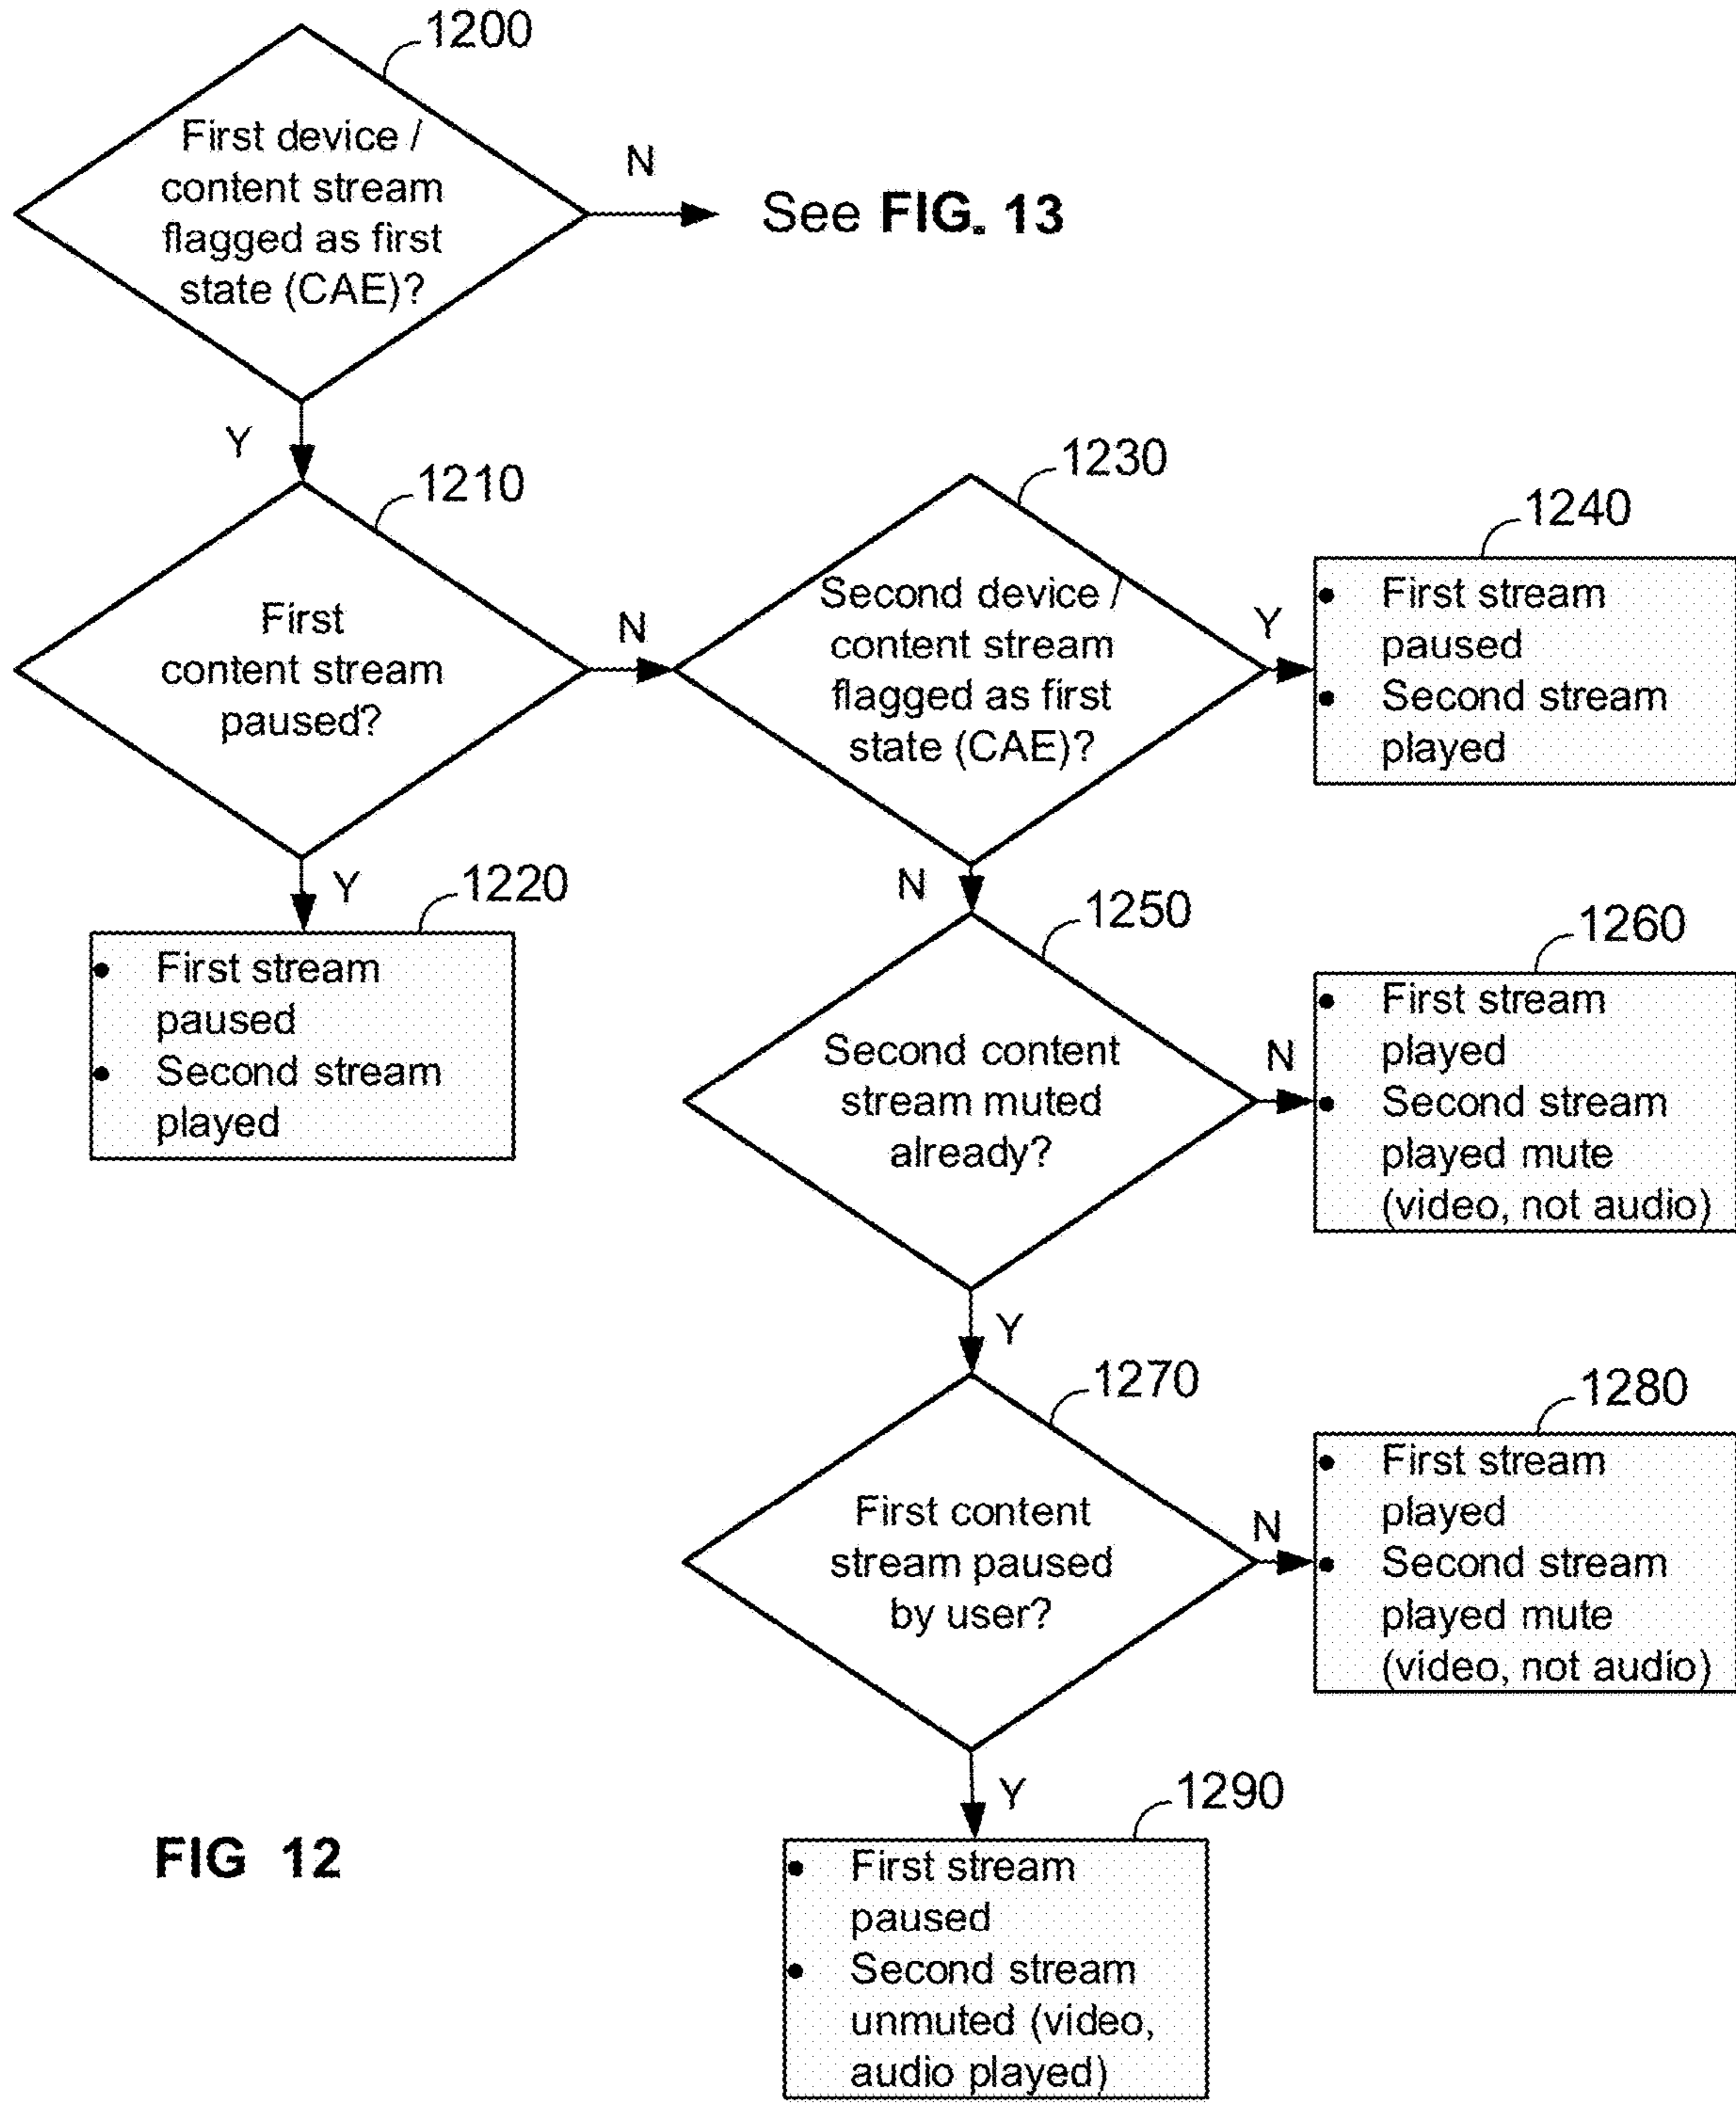 1200
First device /
content stream
flagged as first
state (CAE)?
N
See FIG. 13
Y
1210
First
content stream
paused?
N
1230
Second device /
content stream
flagged as first
state (CAE)?
Y
1240
• First stream
paused
• Second stream
played
Y
1220
• First stream
paused
• Second stream
played
N
1250
Second content
stream muted
already?
N
1260
• First stream
played
• Second stream
played mute
(video, not audio)
Y
1270
First content
stream paused
by user?
N
1280
• First stream
played
• Second stream
played mute
(video, not audio)
Y
1290
• First stream
paused
• Second stream
unmuted (video,
audio played)
FIG 12